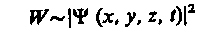 W~|Ψ (x, y, z, t)|²